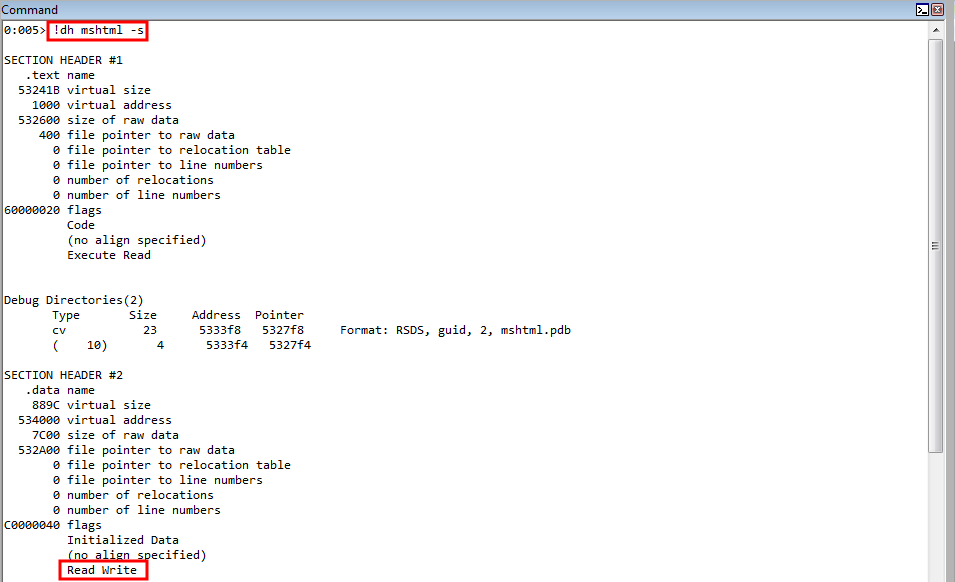 Command
0:005> !dh mshtml -s
SECTION HEADER #1
.text name
53241B virtual size
1000 virtual address
532600 size of raw data
400 file pointer to raw data
0 file pointer to relocation table
0 file pointer to line numbers
0 number of relocations
0 number of line numbers
60000020 flags
Code
(no align specified)
Execute Read
Debug Directories(2)
Type Size Address Pointer
cv 23 5333f8 5327f8 Format: RSDS, guid, 2, mshtml.pdb
( 10) 4 5333f4 5327f4
SECTION HEADER #2
.data name
889C virtual size
534000 virtual address
7C00 size of raw data
532A00 file pointer to raw data
0 file pointer to relocation table
0 file pointer to line numbers
0 number of relocations
0 number of line numbers
C0000040 flags
Initialized Data
(no align specified)
Read Write